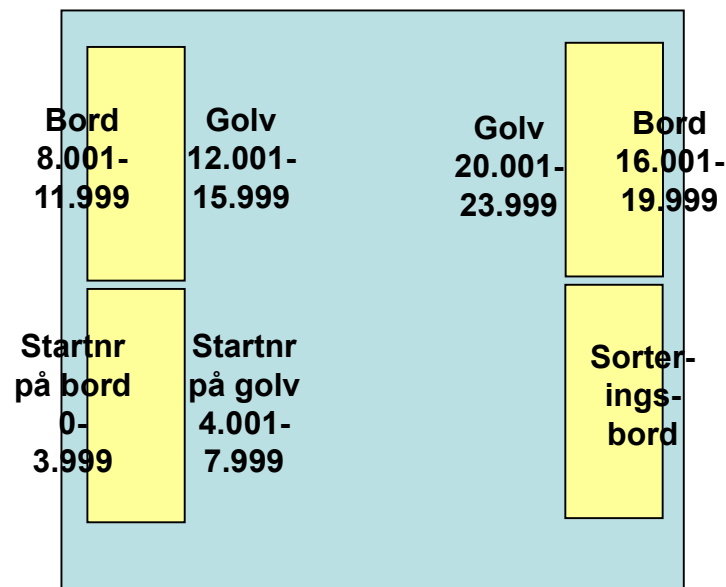 Bord
8.001-
11.999
Golv
12.001-
15.999
Golv
20.001-
23.999
Bord
16.001-
19.999
Startnr
på bord
0-
3.999
Startnr
på golv
4.001-
7.999
Sorter-
ings-
bord